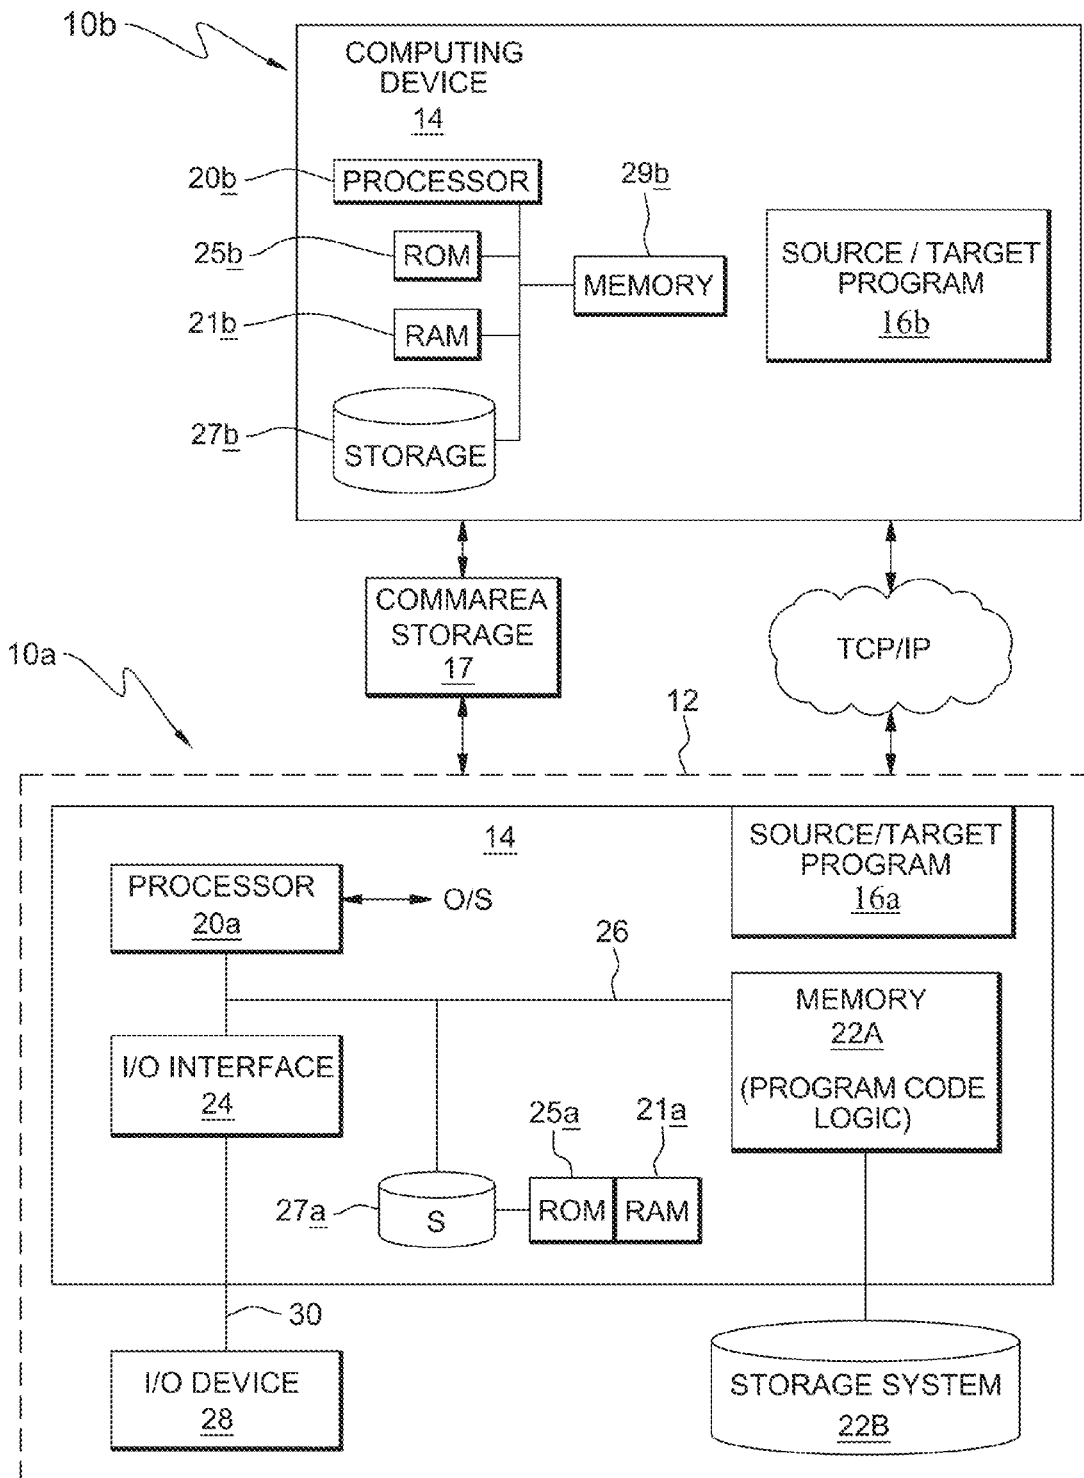 10b
COMPUTING
DEVICE
14
20b
PROCESSOR
29b
25b
ROM
MEMORY
SOURCE / TARGET
PROGRAM
16b
21b
RAM
27b
STORAGE
COMMAREA
STORAGE
17
TCP/IP
10a
12
14
SOURCE/TARGET
PROGRAM
16a
PROCESSOR
20a
O/S
26
MEMORY
22A
(PROGRAM CODE
LOGIC)
I/O INTERFACE
24
25a
21a
27a
S
ROM
RAM
30
I/O DEVICE
28
STORAGE SYSTEM
22B